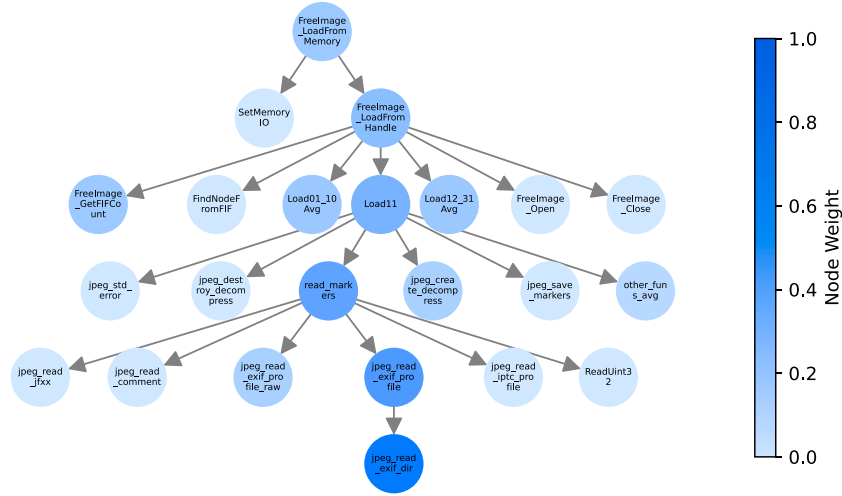 FreeImage
_LoadFrom
Memory
SetMemory
IO
FreeImage
_LoadFrom
Handle
FreeImage
_GetFIFCo
unt
FindNodeF
romFIF
Load01_10
Avg
Load11
Load12_31
Avg
FreeImage
_Open
FreeImage
_Close
jpeg_std_
error
jpeg_dest
roy_decom
press
read_mark
ers
jpeg_crea
te_decomp
ress
jpeg_save
_markers
other_fun
s_avg
jpeg_read
_jfxx
jpeg_read
_comment
jpeg_read
_exif_pro
file_raw
jpeg_read
_exif_pro
file
jpeg_read
_iptc_pro
file
ReadUint3
2
jpeg_read
_exif_dir
1.0
0.8
0.6
0.4
0.2
0.0
Node Weight